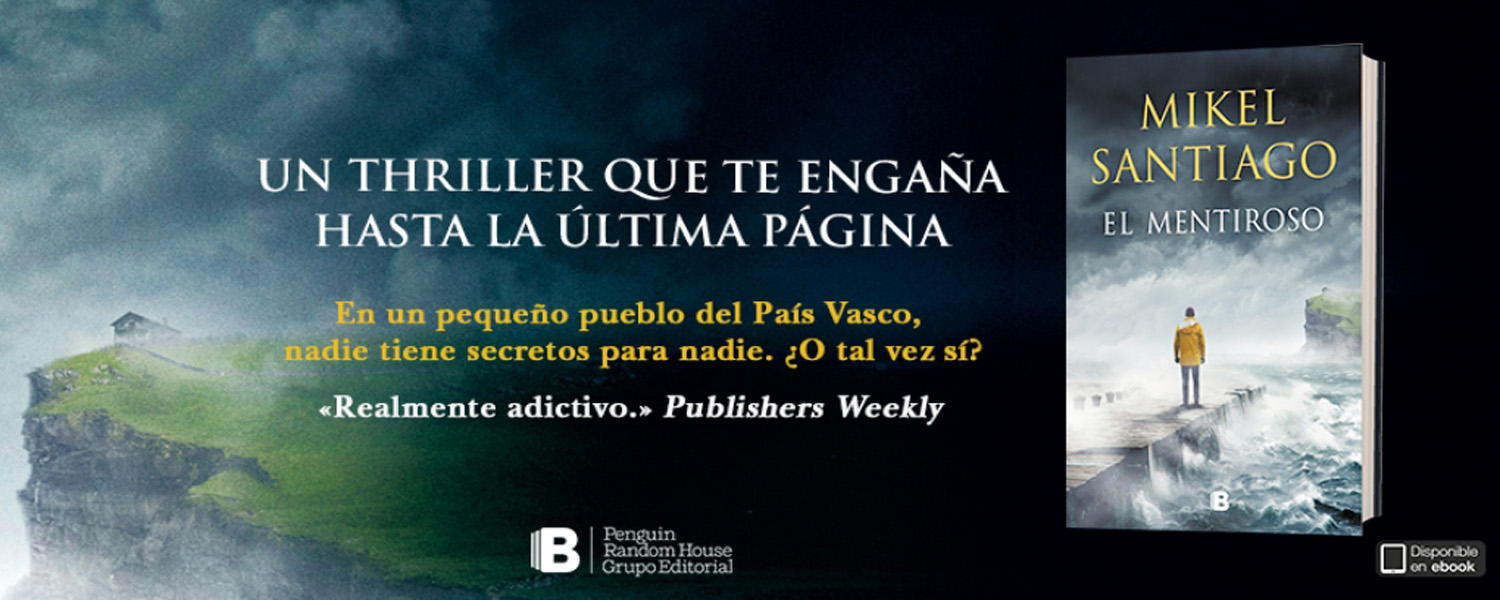 UN THRILLER QUE TE ENGAÑA
HASTA LA ÚLTIMA PÁGINA
En un pequeño pueblo del País Vasco,
nadie tiene secretos para nadie. ¿O tal vez sí?
«Realmente adictivo.» Publishers Weekly
B
Penguin
Random House
Grupo Editorial
MIKEL
SANTIAGO
EL MENTIROSO
B
Disponible
en ebook